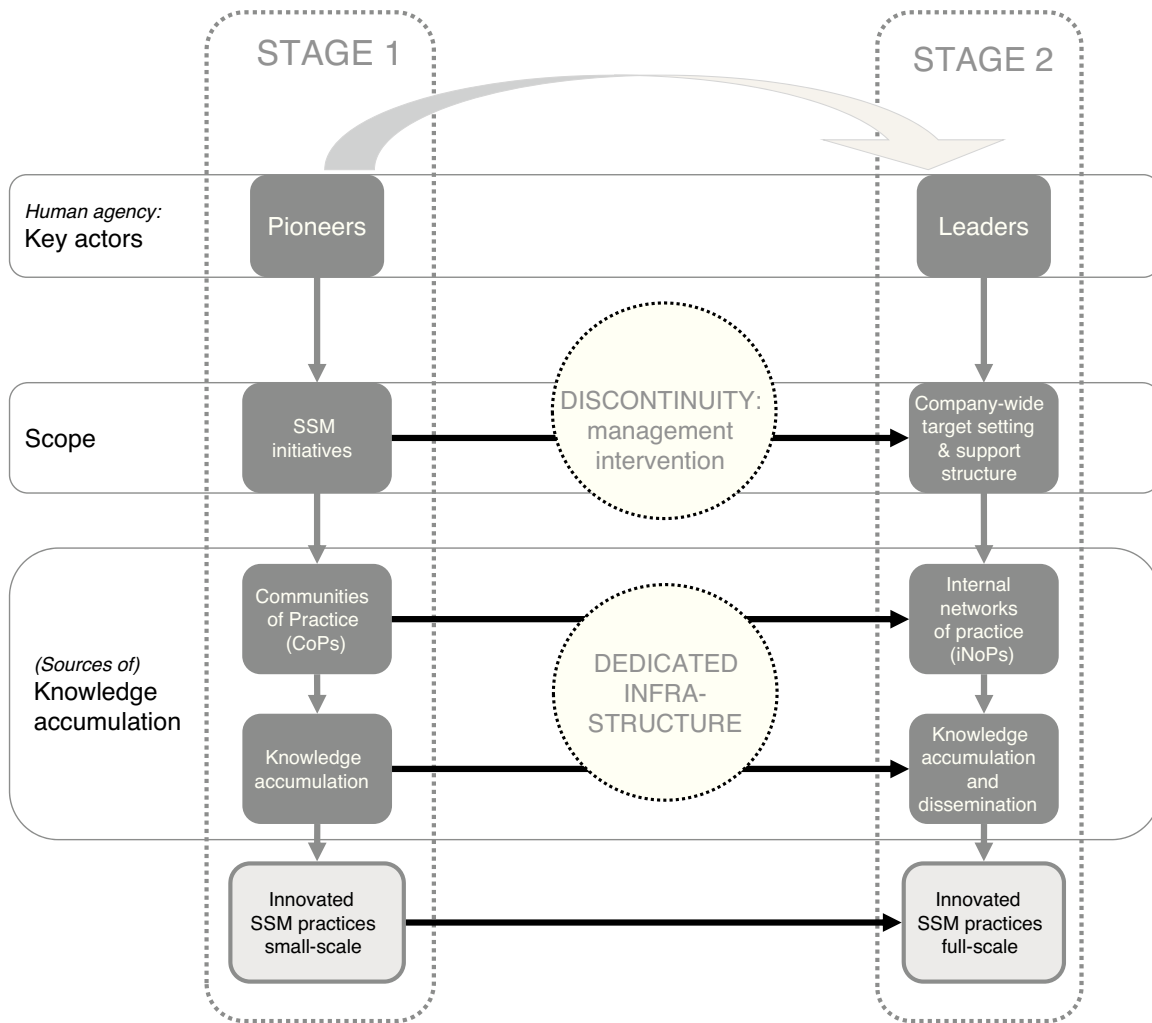 STAGE 1
STAGE 2
Human agency:
Key actors
Pioneers
Leaders
Scope
SSM
initiatives
DISCONTINUITY:
management
intervention
Company-wide
target setting
& support
structure
(Sources of)
Knowledge
accumulation
Communities
of Practice
(CoPs)
DEDICATED
INFRA-
STRUCTURE
Internal
networks
of practice
(iNoPs)
Knowledge
accumulation
Knowledge
accumulation
and
dissemination
Innovated
SSM practices
small-scale
Innovated
SSM practices
full-scale